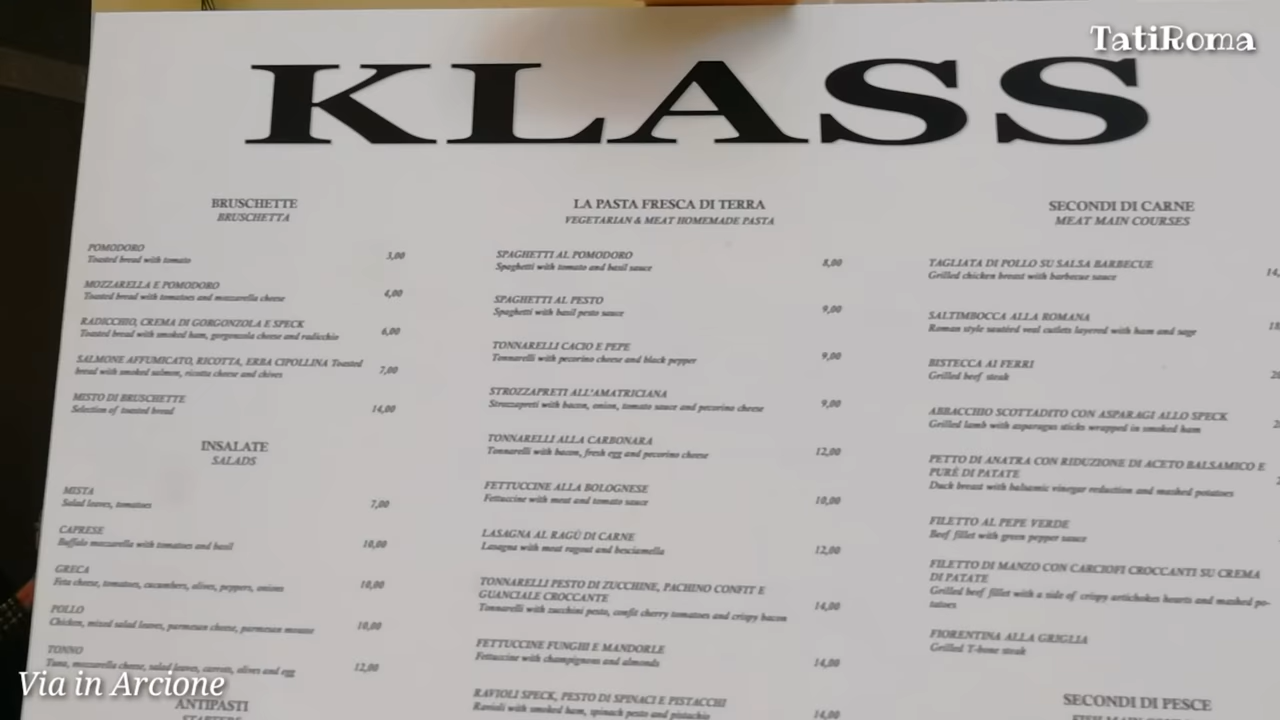 TatiRoma
KLASS
BRUSCHETTE
BRUSCHETTA
POMODORO
Toasted bread with tomato
3,00
MOZZARELLA E POMODORO
Toasted bread with tomatoes and mozzarella cheese
4,00
RADICCHIO, CREMA DI GORGONZOLA E SPECK
Toasted bread with smoked ham, gorgonzola cheese and radicchio
6,00
SALMONE AFFUMICATO, RICOTTA, ERBA CIPOLLINA Toasted
bread with smoked salmon, ricotta cheese and chives
7,00
MISTO DI BRUSCHETTE
Selection of toasted bread
14,00
INSALATE
SALADS
MISTA
Salad leaves, tomatoes
7,00
CAPRESE
Buffalo mozzarella with tomatoes and basil
10,00
GRECA
Feta cheese, tomatoes, cucumbers, olives, peppers, onions
10,00
POLLO
Chicken, mixed salad leaves, parmesan cheese, parmesan mousse
10,00
TONNO
Tuna, mozzarella cheese, salad leaves, carrots, olives and egg
12,00
ANTIPASTI
STARTERS
LA PASTA FRESCA DI TERRA
VEGETARIAN & MEAT HOMEMADE PASTA
SPAGHETTI AL POMODORO
Spaghetti with tomato and basil sauce
8,00
SPAGHETTI AL PESTO
Spaghetti with basil pesto sauce
9,00
TONNARELLI CACIO E PEPE
Tonnarelli with pecorino cheese and black pepper
9,00
STROZZAPRETI ALL'AMATRICIANA
Strozzapreti with bacon, onion, tomato sauce and pecorino cheese
9,00
TONNARELLI ALLA CARBONARA
Tonnarelli with bacon, fresh egg and pecorino cheese
12,00
FETTUCCINE ALLA BOLOGNESE
Fettuccine with meat and tomato sauce
10,00
LASAGNA AL RAGÙ DI CARNE
Lasagna with meat ragout and besciamella
12,00
TONNARELLI PESTO DI ZUCCHINE, PACHINO CONFIT E
GUANCIALE CROCCANTE
Tonnarelli with zucchini pesto, confit cherry tomatoes and crispy bacon
14,00
FETTUCCINE FUNGHI E MANDORLE
Fettuccine with champignons and almonds
14,00
RAVIOLI SPECK, PESTO DI SPINACI E PISTACCHI
Ravioli with smoked ham, spinach pesto and pistachio
14,00
SECONDI DI CARNE
MEAT MAIN COURSES
TAGLIATA DI POLLO SU SALSA BARBECUE
Grilled chicken breast with barbecue sauce
14,
SALTIMBOCCA ALLA ROMANA
Roman style sautéed veal cutlets layered with ham and sage
18
BISTECCA AI FERRI
Grilled beef steak
20
ABBACCHIO SCOTTADITO CON ASPARAGI ALLO SPECK
Grilled lamb with asparagus sticks wrapped in smoked ham
2
PETTO DI ANATRA CON RIDUZIONE DI ACETO BALSAMICO E
PURÉ DI PATATE
Duck breast with balsamic vinegar reduction and mashed potatoes
2
FILETTO AL PEPE VERDE
Beef fillet with green pepper sauce
FILETTO DI MANZO CON CARCIOFI CROCCANTI SU CREMA
DI PATATE
Grilled beef fillet with a side of crispy artichokes hearts and mashed po-
tatoes
FIORENTINA ALLA GRIGLIA
Grilled T-bone steak
SECONDI DI PESCE
FISH MAIN COURSES
Via in Arcione